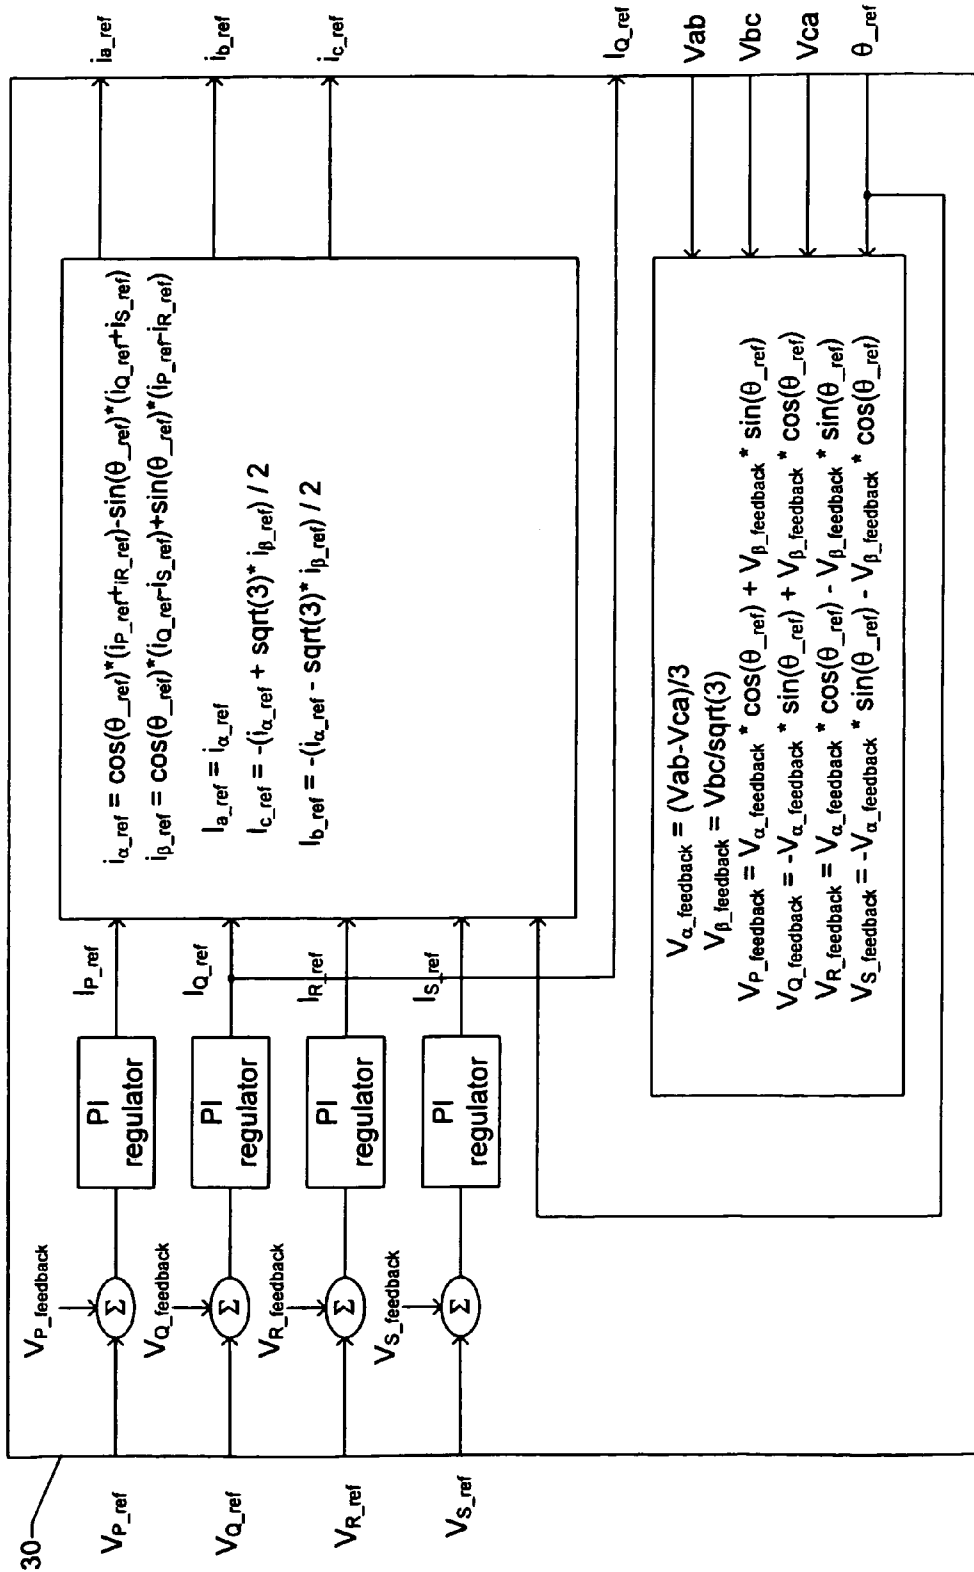 30
V_P_ref
V_Q_ref
V_R_ref
V_S_ref
V_P_feedback
Σ
V_Q_feedback
Σ
V_R_feedback
Σ
V_S_feedback
Σ
PI
regulator
PI
regulator
PI
regulator
PI
regulator
I_P_ref
I_Q_ref
I_R_ref
I_S_ref
i_α_ref = cos(θ_ref)*(i_P_ref+i_R_ref)-sin(θ_ref)*(i_Q_ref+i_S_ref)
i_β_ref = cos(θ_ref)*(i_Q_ref-i_S_ref)+sin(θ_ref)*(i_P_ref-i_R_ref)
I_a_ref = i_α_ref
I_c_ref = -(i_α_ref + sqrt(3)* i_β_ref) / 2
I_b_ref = -(i_α_ref - sqrt(3)* i_β_ref) / 2
V_α_feedback = (Vab-Vca)/3
V_β_feedback = Vbc/sqrt(3)
V_P_feedback = V_α_feedback * cos(θ_ref) + V_β_feedback * sin(θ_ref)
V_Q_feedback = -V_α_feedback * sin(θ_ref) + V_β_feedback * cos(θ_ref)
V_R_feedback = V_α_feedback * cos(θ_ref) - V_β_feedback * sin(θ_ref)
V_S_feedback = -V_α_feedback * sin(θ_ref) - V_β_feedback * cos(θ_ref)
i_a_ref
i_b_ref
i_c_ref
I_Q_ref
Vab
Vbc
Vca
θ_ref